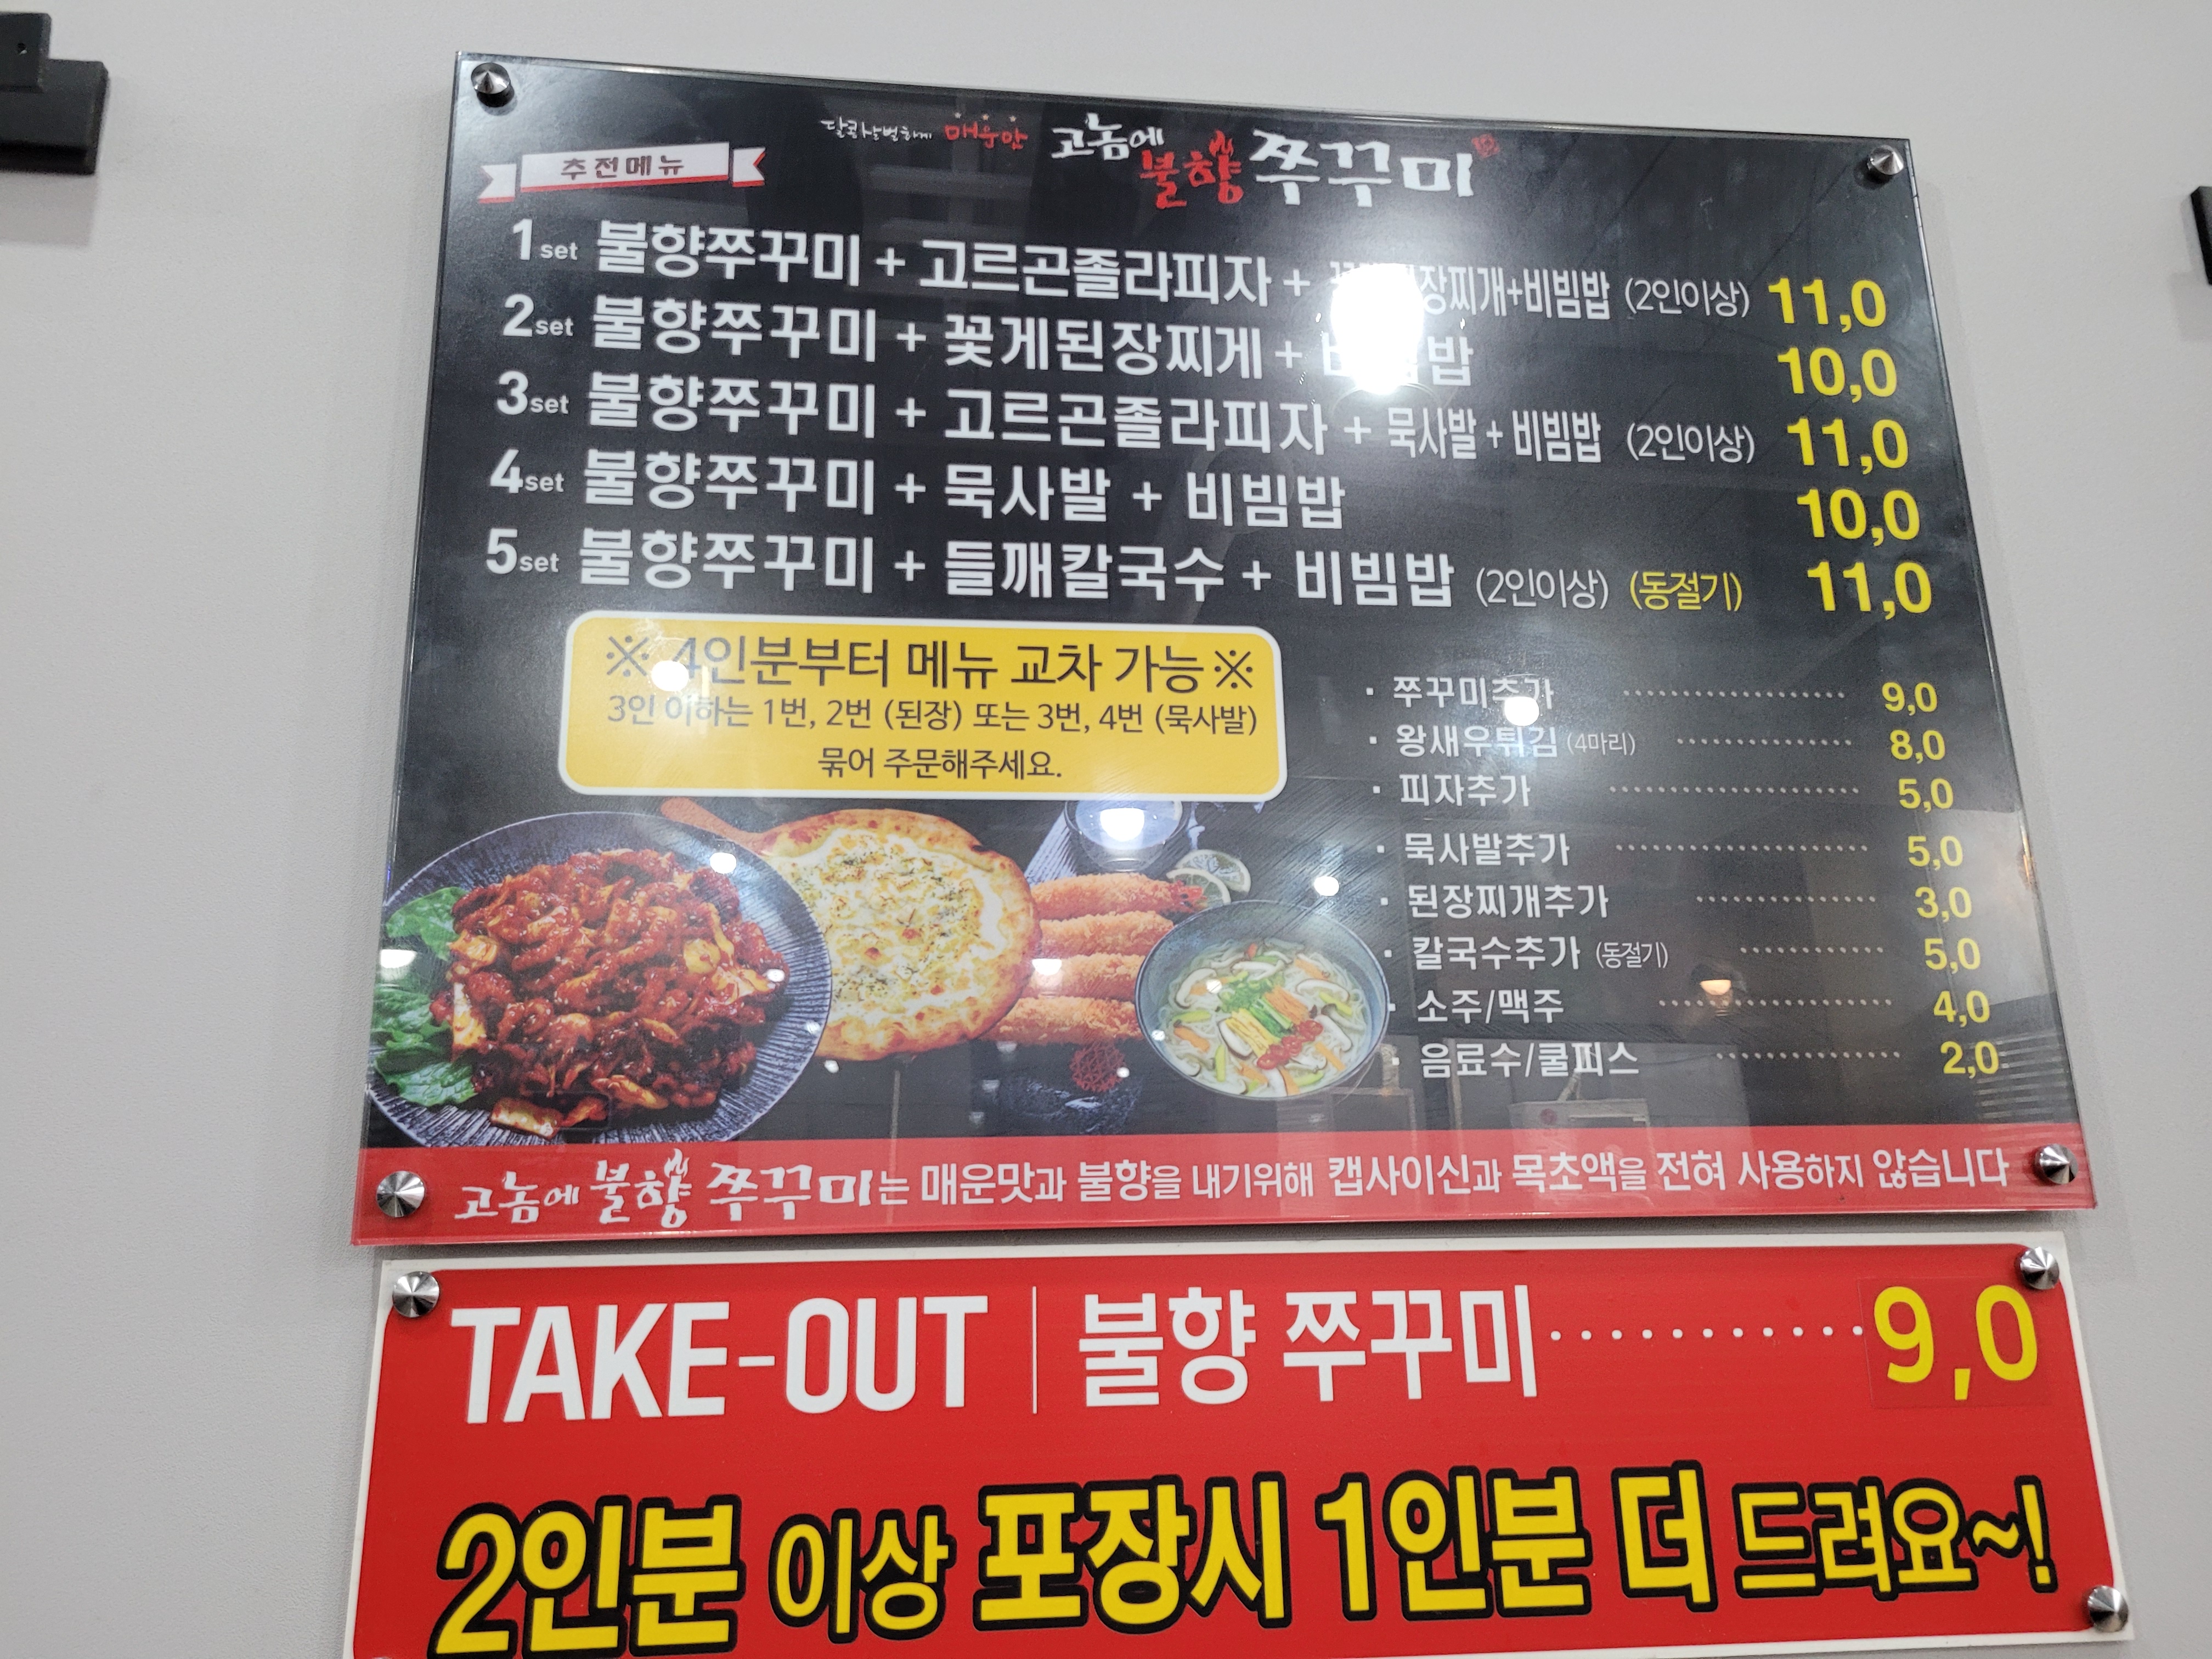 추천메뉴
달콤살벌하게 매운맛 고놈에 불향 쭈꾸미
1set 불향쭈꾸미 + 고르곤졸라피자 + 장찌개+비빔밥 (2인이상) 11,0
2set 불향쭈꾸미 + 꽃게된장찌게 + 밥 10,0
3set 불향쭈꾸미 + 고르곤졸라피자 + 묵사발 + 비빔밥 (2인이상) 11,0
4set 불향쭈꾸미 + 묵사발 + 비빔밥 10,0
5set 불향쭈꾸미 + 들깨칼국수 + 비빔밥 (2인이상) (동절기) 11,0
※ 4인분부터 메뉴 교차 가능 ※
3인 이하는 1번, 2번 (된장) 또는 3번, 4번 (묵사발)
묶어 주문해주세요.
· 쭈꾸미추가 ········ 9,0
· 왕새우튀김 (4마리) ········ 8,0
· 피자추가 ········ 5,0
· 묵사발추가 ········ 5,0
· 된장찌개추가 ········ 3,0
· 칼국수추가 (동절기) ········ 5,0
· 소주/맥주 ········ 4,0
· 음료수/쿨피스 ········ 2,0
고놈에 불향 쭈꾸미는 매운맛과 불향을 내기위해 캡사이신과 목초액을 전혀 사용하지 않습니다
TAKE-OUT | 불향 쭈꾸미 ············ 9,0
2인분 이상 포장시 1인분 더 드려요~!